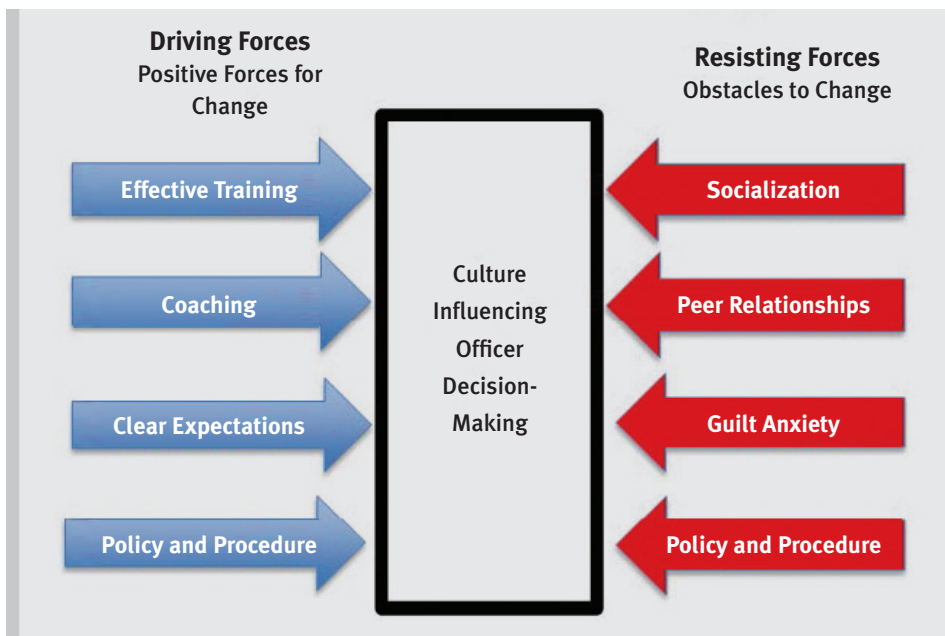 Driving Forces
Positive Forces for
Change
Effective Training
Coaching
Clear Expectations
Policy and Procedure
Culture
Influencing
Officer
Decision-
Making
Resisting Forces
Obstacles to Change
Socialization
Peer Relationships
Guilt Anxiety
Policy and Procedure